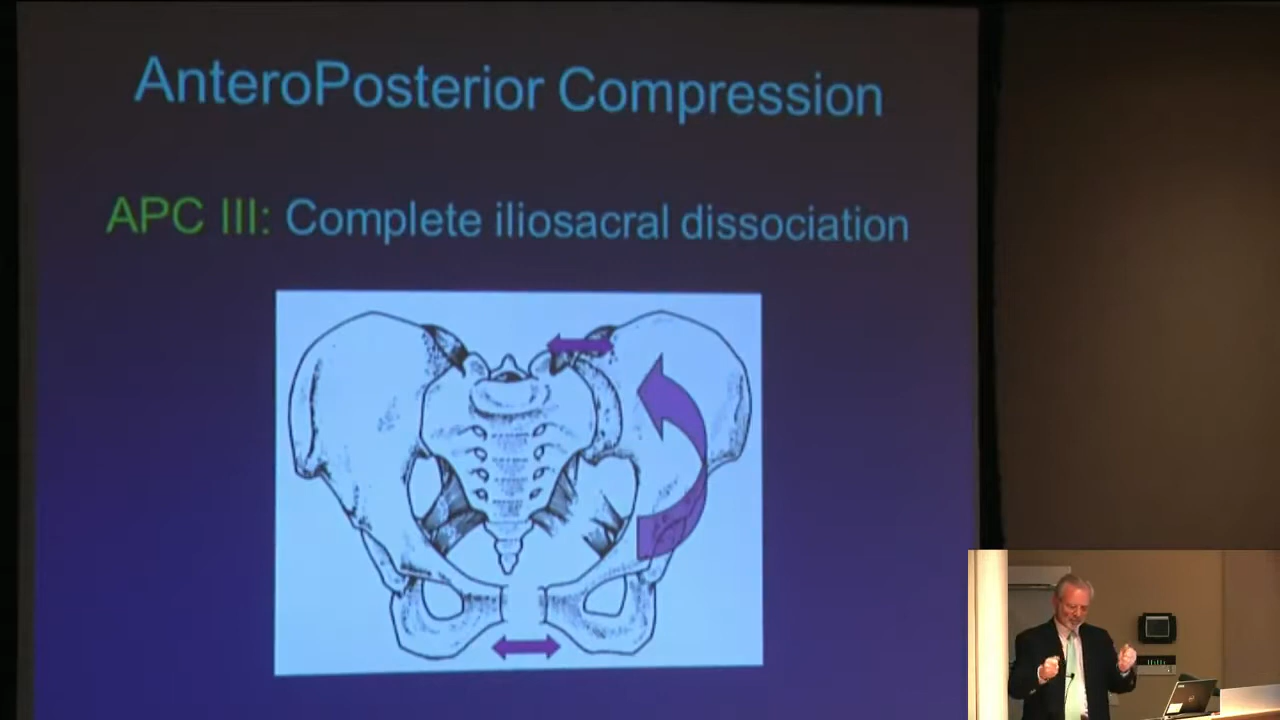 AnteroPosterior Compression
APC III: Complete iliosacral dissociation